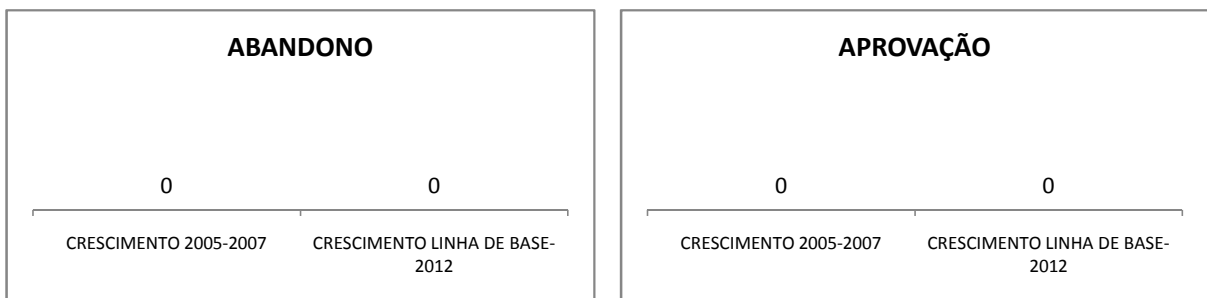 ABANDONO
0
0
CRESCIMENTO 2005-2007
CRESCIMENTO LINHA DE BASE-
2012
APROVAÇÃO
0
0
CRESCIMENTO 2005-2007
CRESCIMENTO LINHA DE BASE-
2012